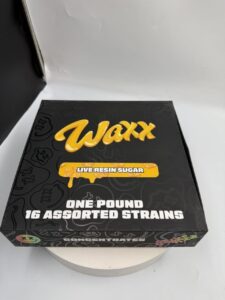 Waxx
LIVE RESIN SUGAR
ONE POUND
16 ASSORTED STRAINS
CONCENTRATES